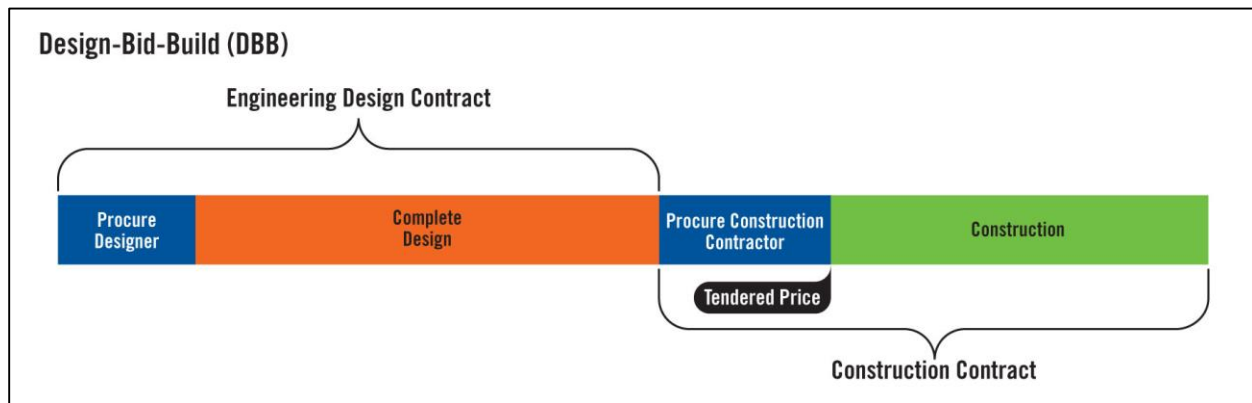 Design-Bid-Build (DBB)
Engineering Design Contract
Procure
Designer
Complete
Design
Procure Construction
Contractor
Construction
Tendered Price
Construction Contract